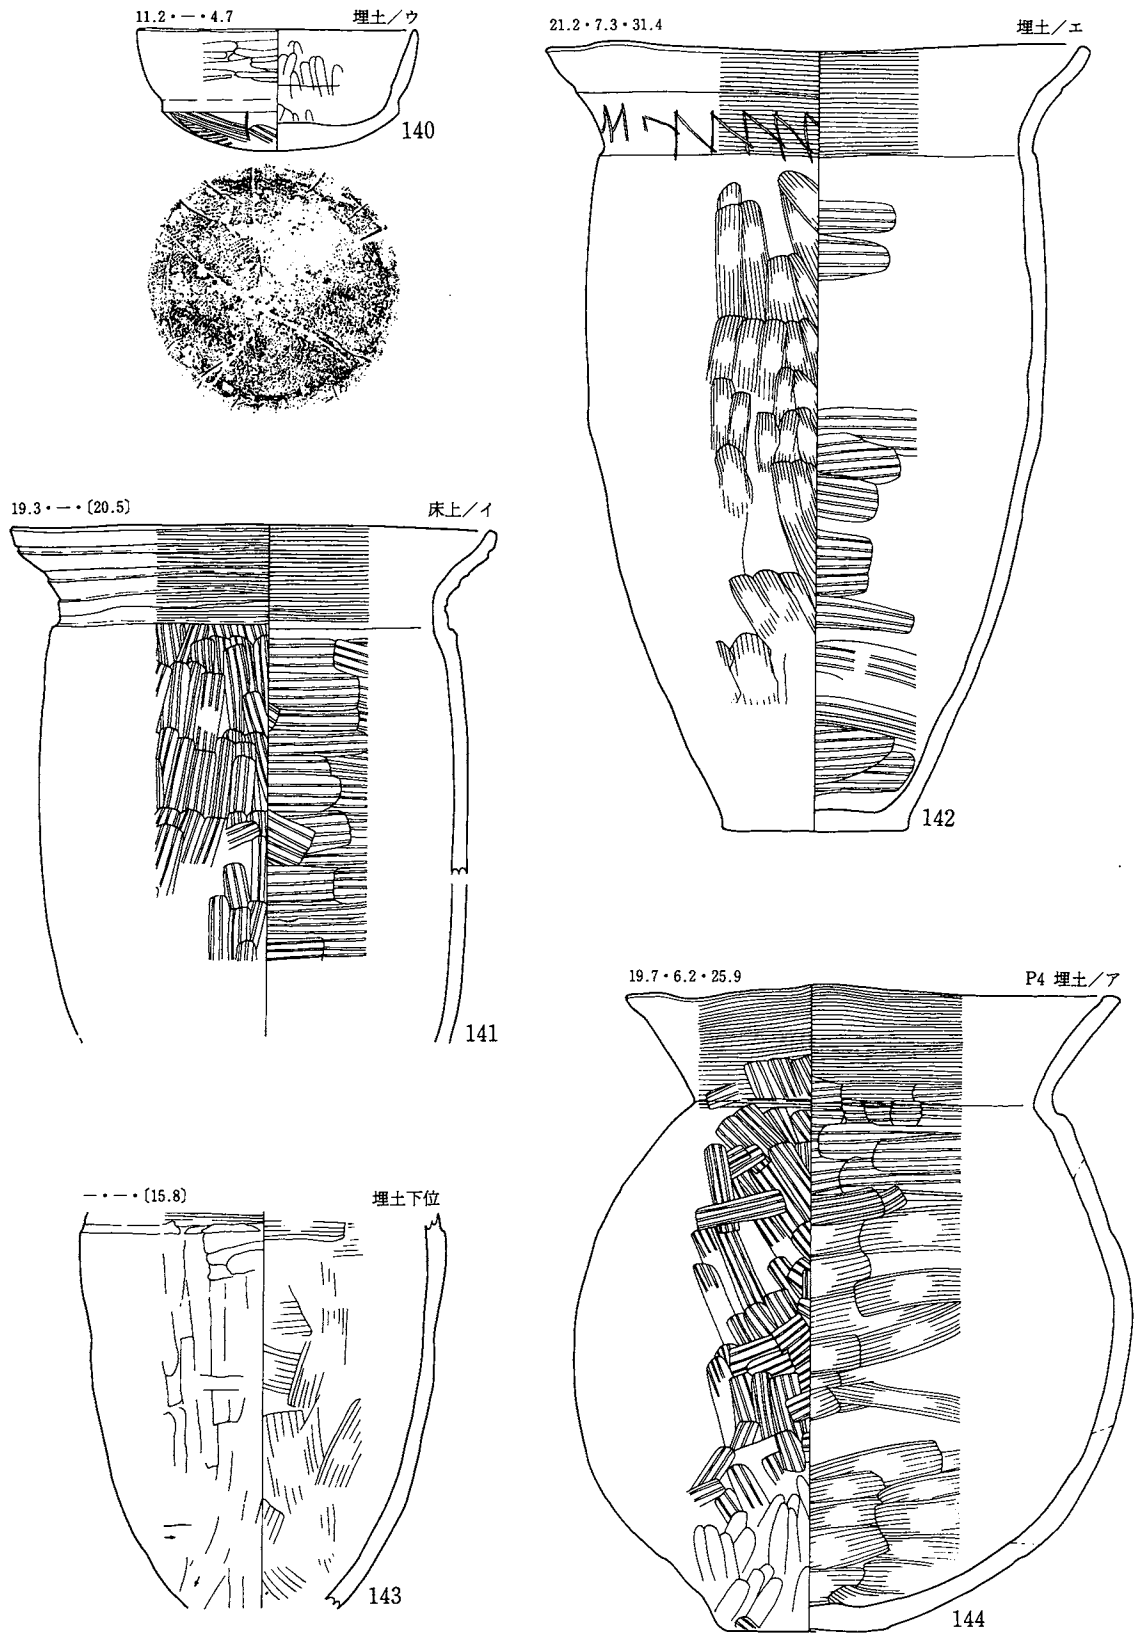 11.2・—・4.7 埋土／ウ
140
21.2・7.3・31.4 埋土／エ
142
19.3・—・〔20.5〕 床上／イ
141
19.7・6.2・25.9 P4 埋土／ア
144
—・—・〔15.8〕 埋土下位
143